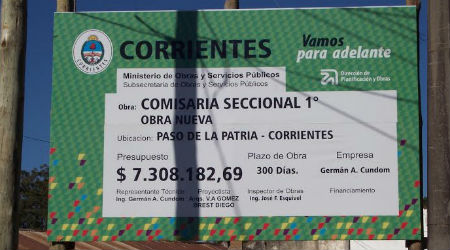 CORRIENTES
Vamos
para adelante
CORRIENTES
Ministerio de Obras y Servicios Públicos
Subsecretaría de Obras y Servicios Públicos
Dirección de
Planificación y Obras
Obra: COMISARIA SECCIONAL 1°
OBRA NUEVA
Ubicacion: PASO DE LA PATRIA - CORRIENTES
Presupuesto Plazo de Obra Empresa
$ 7.308.182,69 300 Días. Germán A. Cundom
Representante Técnico Proyectista Inspector de Obras Financiamiento
Ing. Germán A. Cundom Arqs. V.A GOMEZ Ing. José F. Esquivel
DREST DIEGO